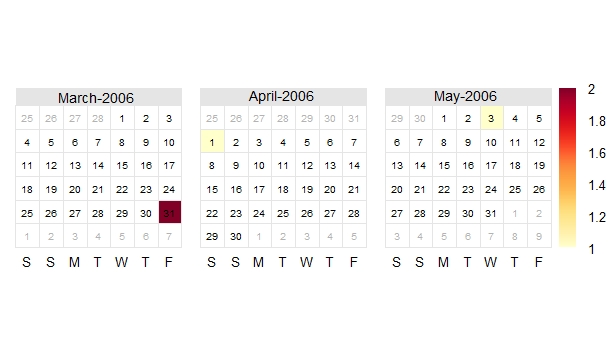 March-2006 April-2006 May-2006 2
25 26 27 28 1 2 3 25 26 27 28 29 30 31 29 30 1 2 3 4 5
1.8
4 5 6 7 8 9 10 1 2 3 4 5 6 7 6 7 8 9 10 11 12
11 12 13 14 15 16 17 8 9 10 11 12 13 14 13 14 15 16 17 18 19
1.6
18 19 20 21 22 23 24 15 16 17 18 19 20 21 20 21 22 23 24 25 26
1.4
25 26 27 28 29 30 31 22 23 24 25 26 27 28 27 28 29 30 31 1 2
1.2
1 2 3 4 5 6 7 29 30 1 2 3 4 5 3 4 5 6 7 8 9
1
S S M T W T F S S M T W T F S S M T W T F